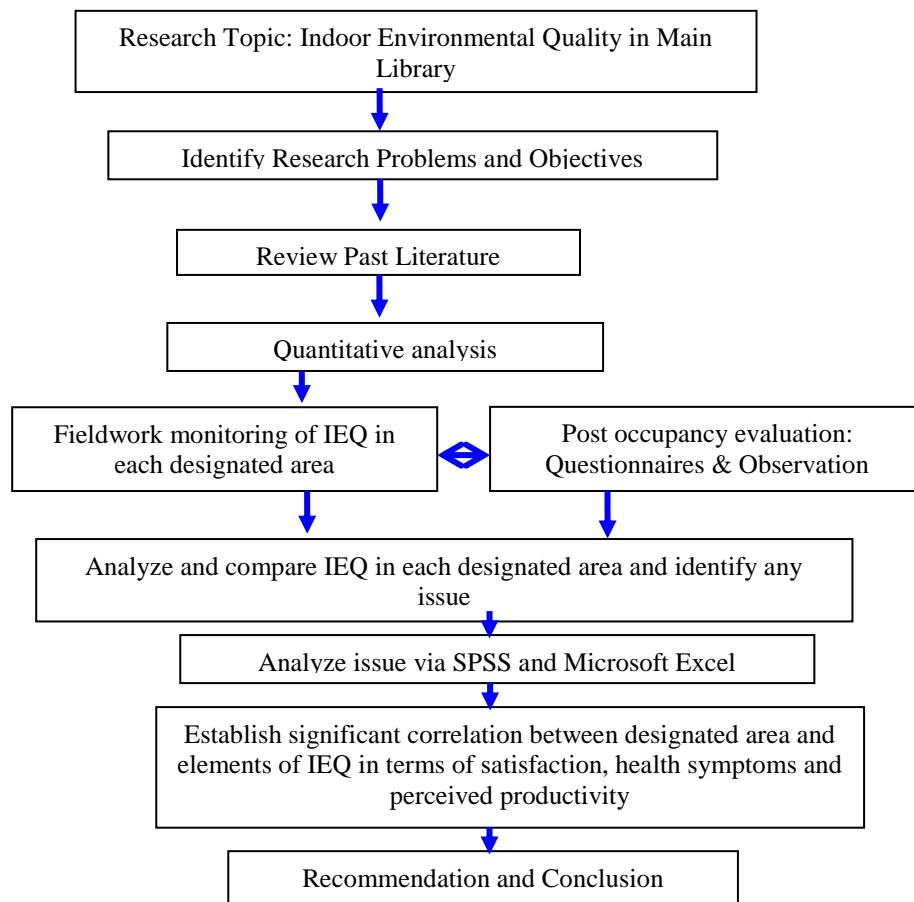 Research Topic: Indoor Environmental Quality in Main
Library
Identify Research Problems and Objectives
Review Past Literature
Quantitative analysis
Fieldwork monitoring of IEQ in
each designated area
Post occupancy evaluation:
Questionnaires & Observation
Analyze and compare IEQ in each designated area and identify any
issue
Analyze issue via SPSS and Microsoft Excel
Establish significant correlation between designated area and
elements of IEQ in terms of satisfaction, health symptoms and
perceived productivity
Recommendation and Conclusion